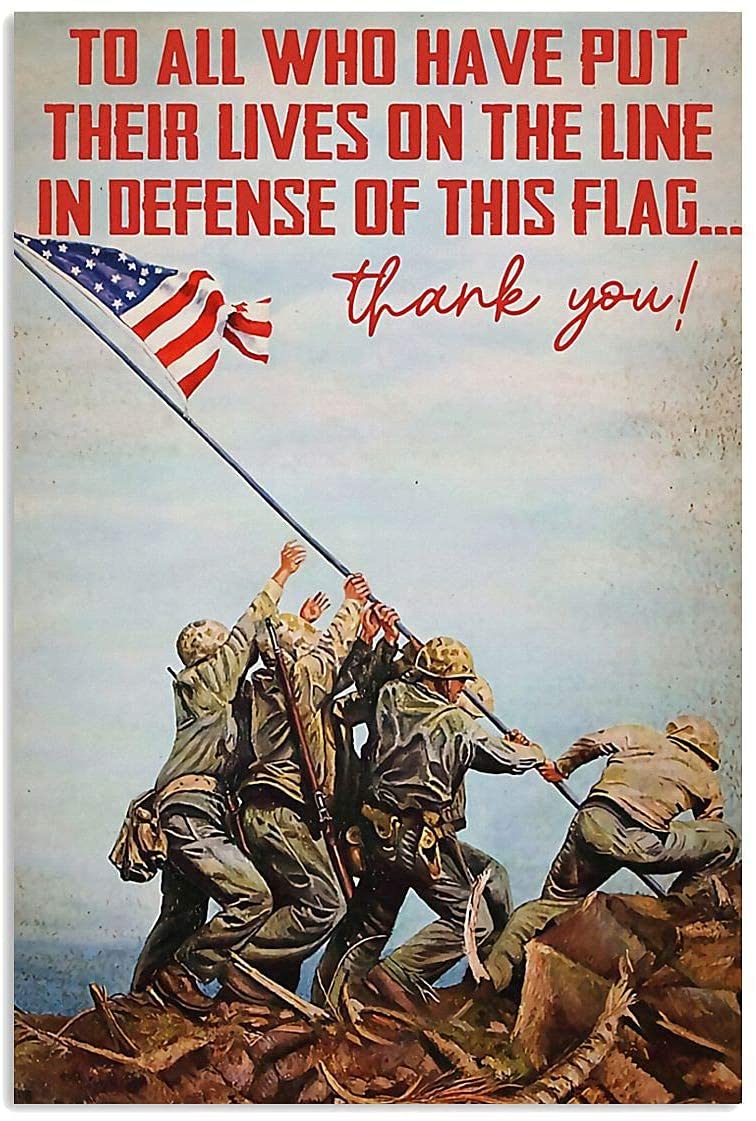 TO ALL WHO HAVE PUT
THEIR LIVES ON THE LINE
IN DEFENSE OF THIS FLAG...
thank you!